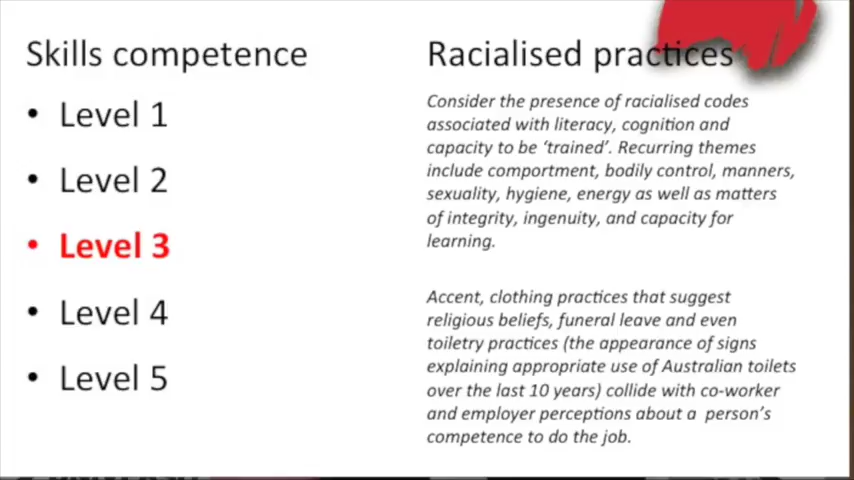 Skills competence
• Level 1
• Level 2
• Level 3
• Level 4
• Level 5
Racialised practices
Consider the presence of racialised codes
associated with literacy, cognition and
capacity to be ‘trained’. Recurring themes
include comportment, bodily control, manners,
sexuality, hygiene, energy as well as matters
of integrity, ingenuity, and capacity for
learning.
Accent, clothing practices that suggest
religious beliefs, funeral leave and even
toiletry practices (the appearance of signs
explaining appropriate use of Australian toilets
over the last 10 years) collide with co-worker
and employer perceptions about a person’s
competence to do the job.